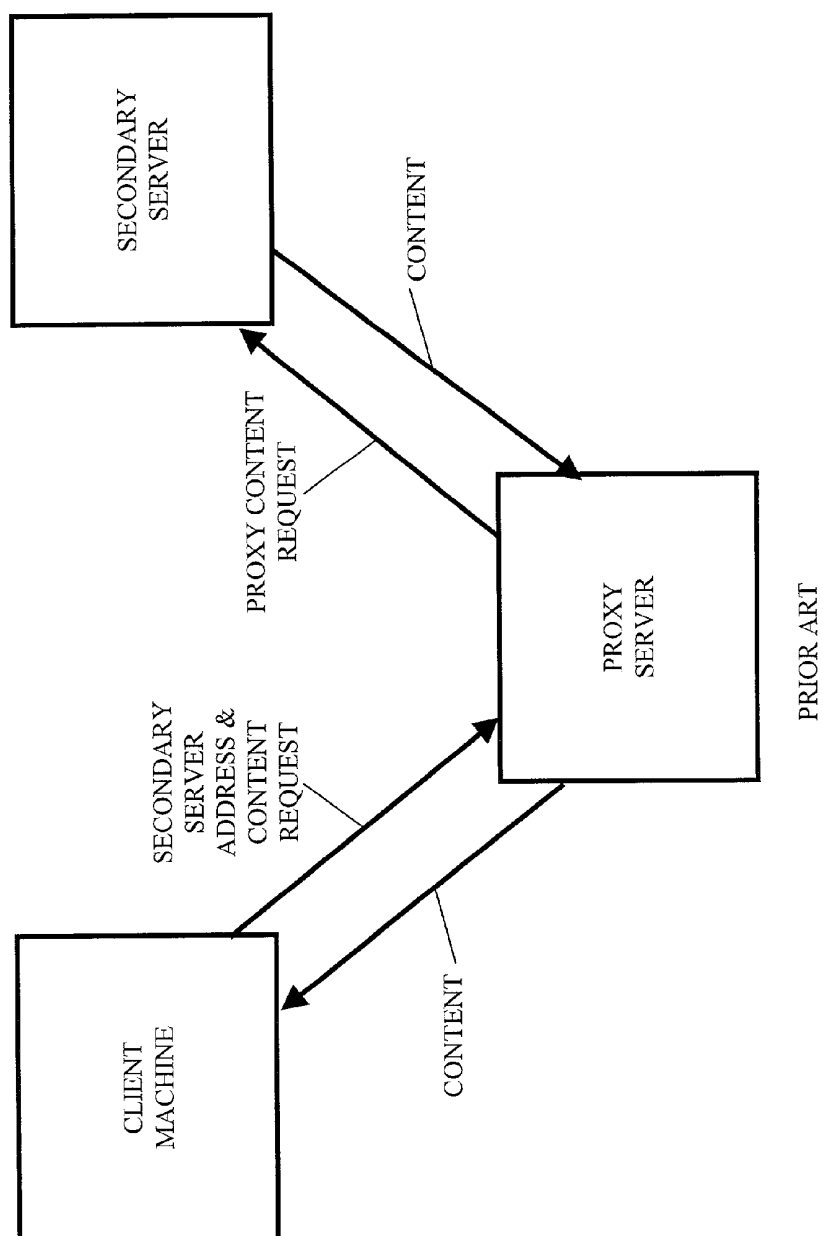 CLIENT
MACHINE
SECONDARY
SERVER
ADDRESS &
CONTENT
REQUEST
CONTENT
PROXY CONTENT
REQUEST
PROXY
SERVER
CONTENT
SECONDARY
SERVER
PRIOR ART